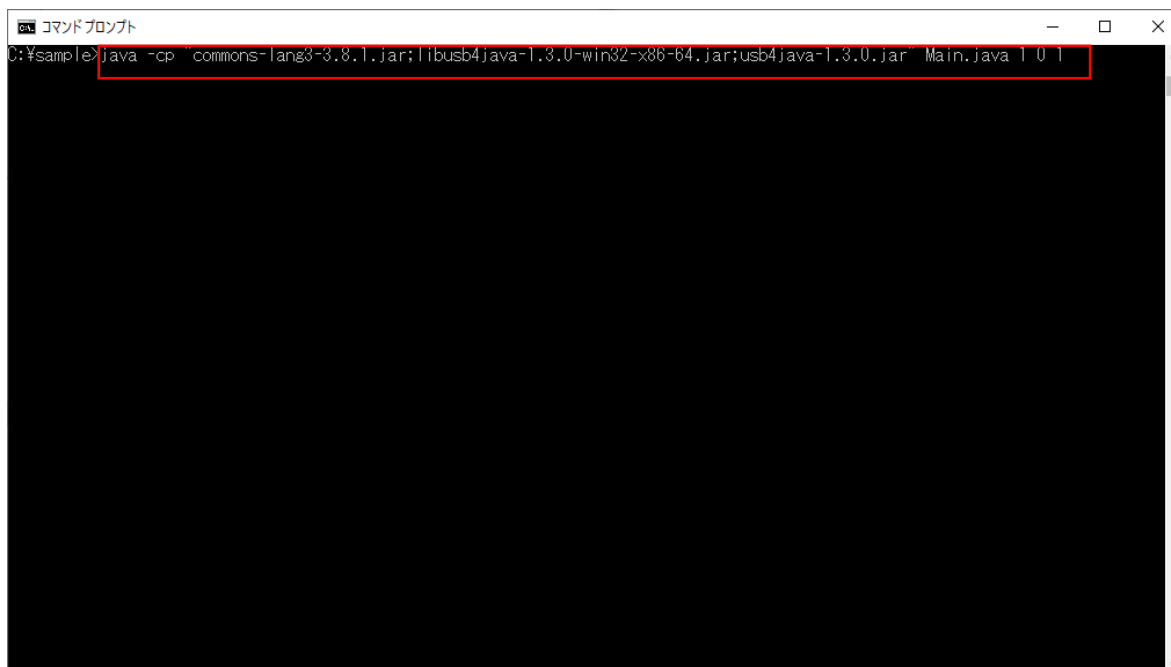 コマンド プロンプト
C:¥sample>java -cp "commons-lang3-3.8.1.jar;libusb4java-1.3.0-win32-x86-64.jar;usb4java-1.3.0.jar" Main.java 1 0 1